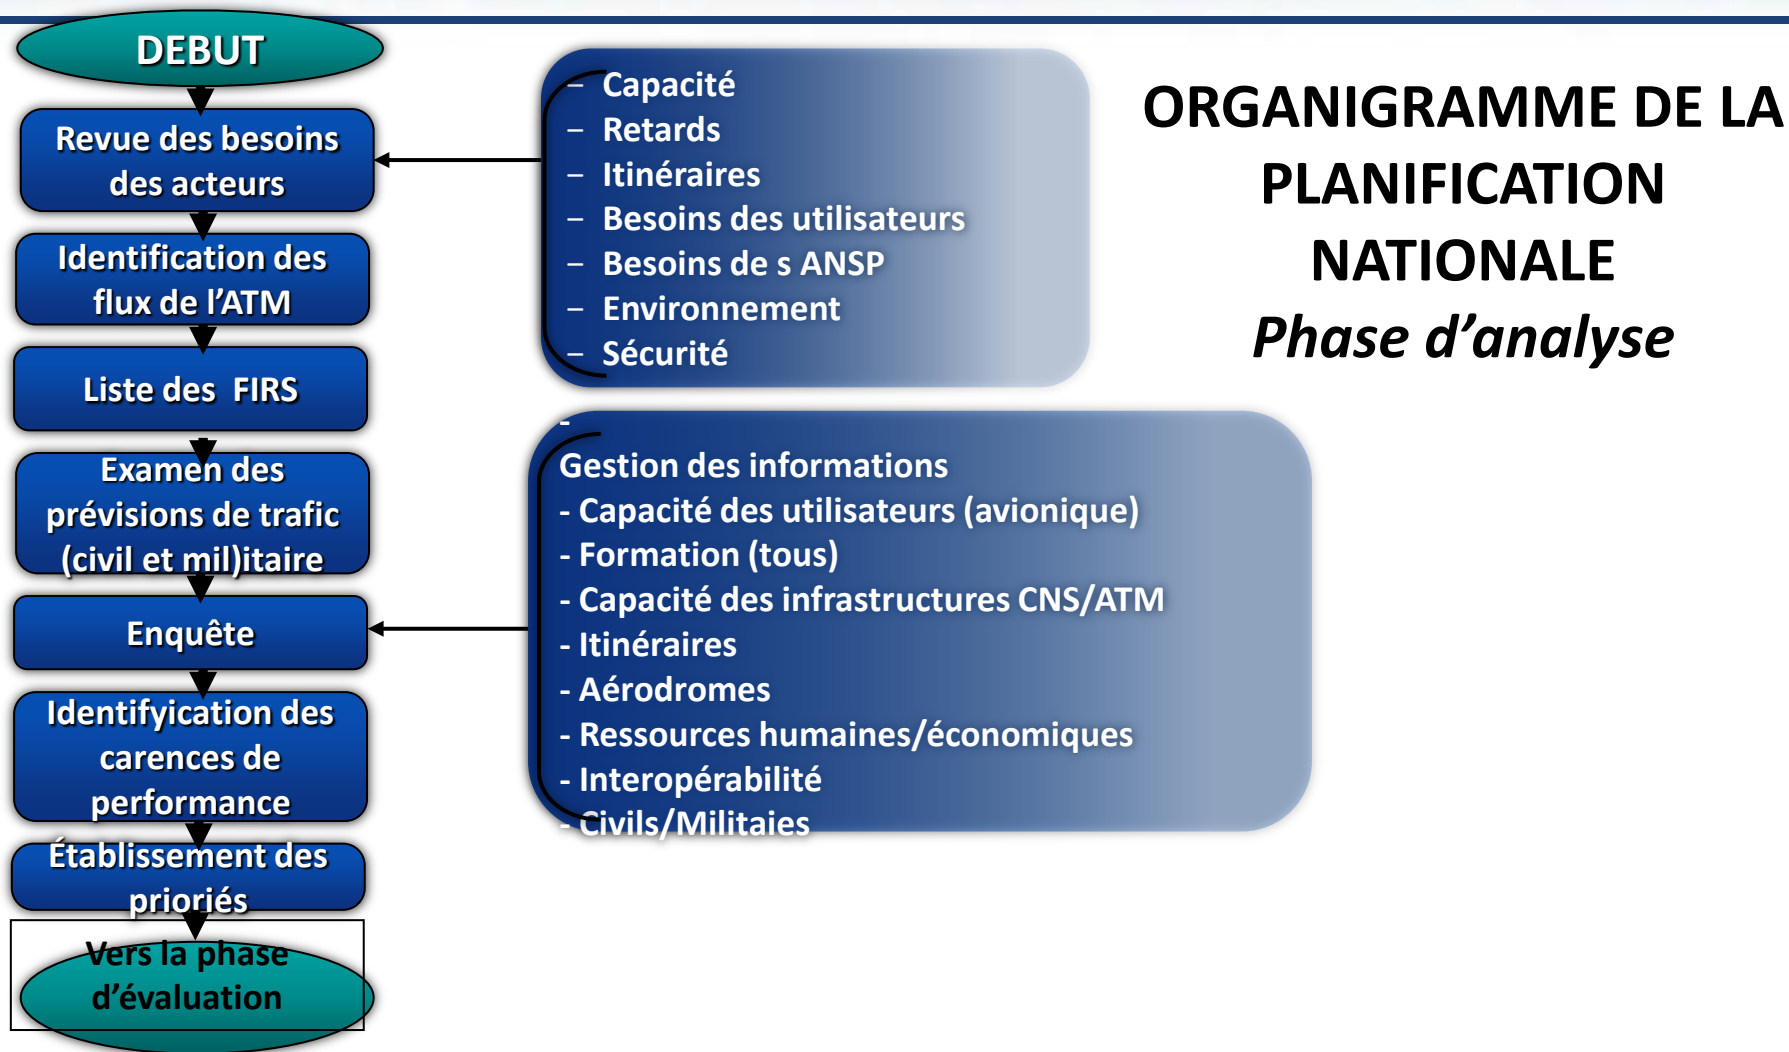 DEBUT
Revue des besoins
des acteurs
Identification des
flux de l’ATM
Liste des  FIRS
Examen des
prévisions de trafic
(civil et mil)itaire
Enquête
Identifyication des
carences de
performance
Établissement des
prioriés
Vers la phase
d’évaluation
– Capacité
– Retards
– Itinéraires
– Besoins des utilisateurs
– Besoins de s ANSP
– Environnement
– Sécurité
-
Gestion des informations
- Capacité des utilisateurs (avionique)
- Formation (tous)
- Capacité des infrastructures CNS/ATM
- Itinéraires
- Aérodromes
- Ressources humaines/économiques
- Interopérabilité
- Civils/Militaies
ORGANIGRAMME DE LA
PLANIFICATION
NATIONALE
Phase d’analyse